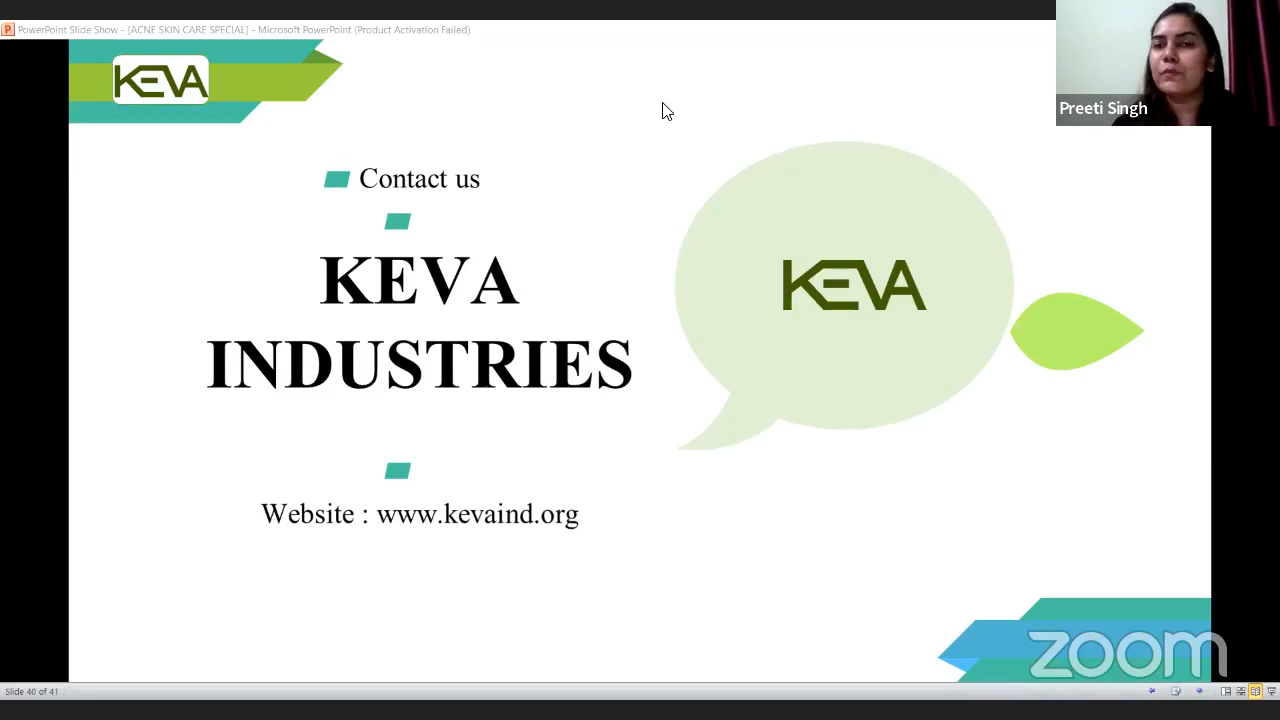 PowerPoint Slide Show - [ACNE SKIN CARE SPECIAL] - Microsoft PowerPoint (Product Activation Failed)
KEVA
Preeti Singh
Contact us
KEVA
INDUSTRIES
KEVA
Website : www.kevaind.org
zoom
Slide 40 of 41